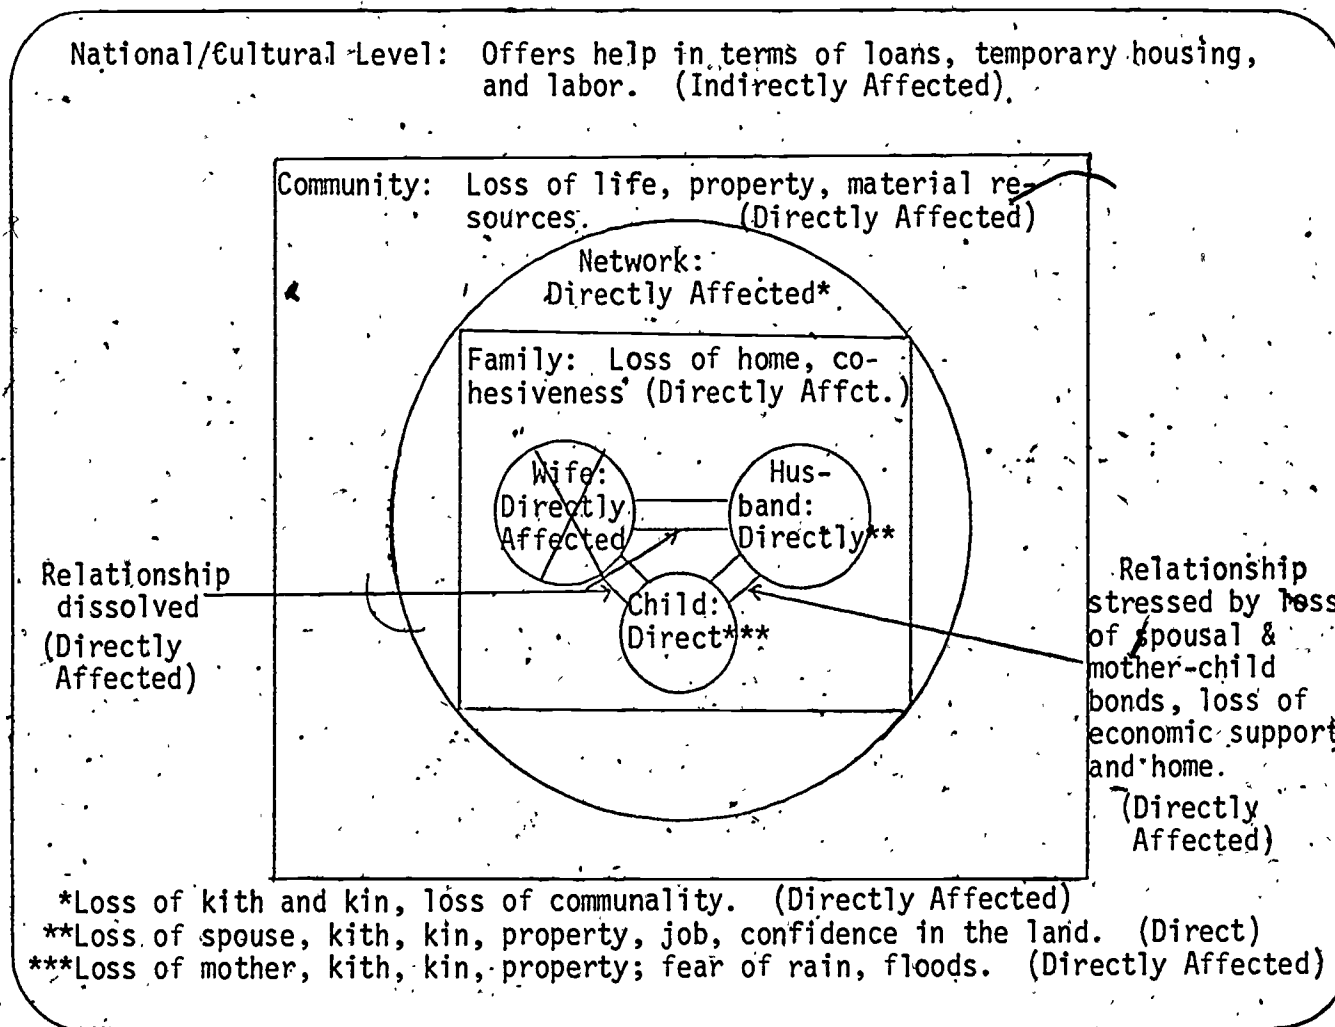 National/Cultural Level: Offers help in terms of loans, temporary housing,
and labor. (Indirectly Affected)
Community: Loss of life, property, material re-
sources. (Directly Affected)
Network:
Directly Affected*
Family: Loss of home, co-
hesiveness (Directly Affct.)
Wife:
Directly
Affected
Hus-
band:
Directly**
Child:
Direct***
Relationship
dissolved
(Directly
Affected)
Relationship
stressed by loss
of spousal &
mother-child
bonds, loss of
economic support
and home.
(Directly
Affected)
*Loss of kith and kin, loss of communality. (Directly Affected)
**Loss of spouse, kith, kin, property, job, confidence in the land. (Direct)
***Loss of mother, kith, kin, property; fear of rain, floods. (Directly Affected)